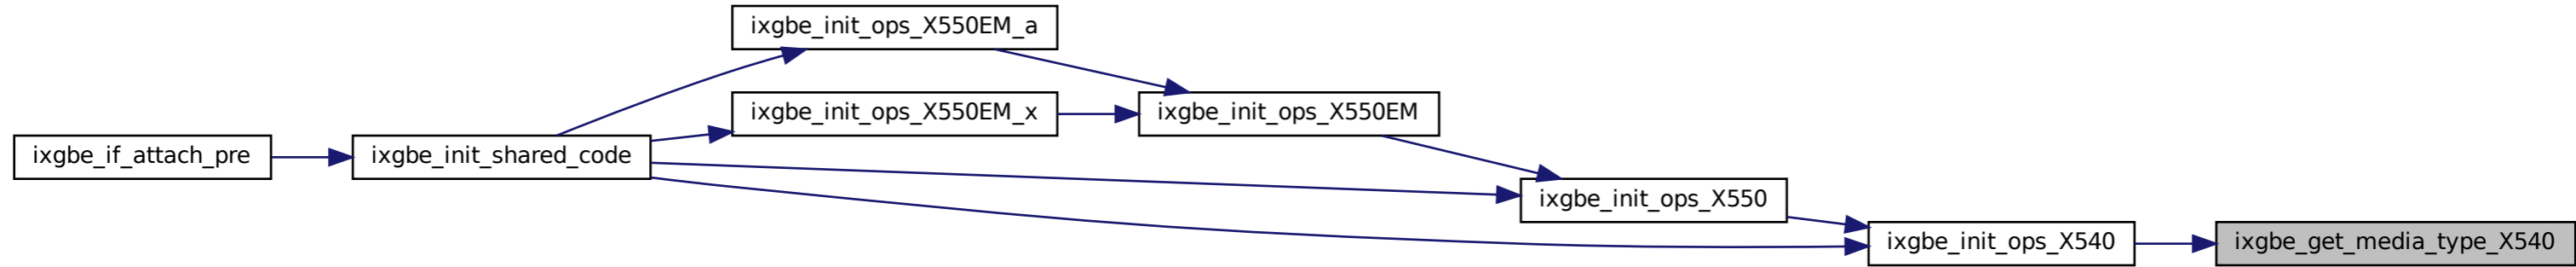 ixgbe_init_ops_X550EM_a
ixgbe_init_ops_X550EM_x
ixgbe_init_ops_X550EM
ixgbe_if_attach_pre
ixgbe_init_shared_code
ixgbe_init_ops_X550
ixgbe_init_ops_X540
ixgbe_get_media_type_X540